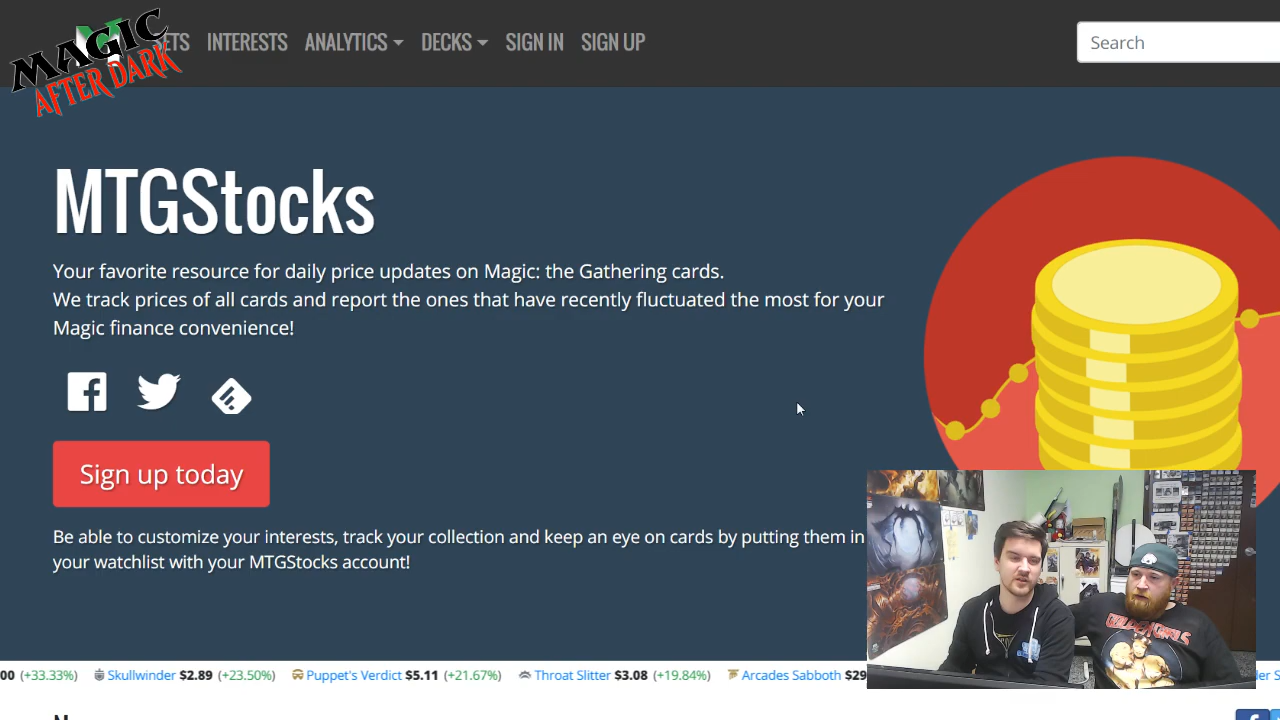 MAGIC
AFTER DARK
INTERESTS ANALYTICS DECKS SIGN IN SIGN UP
Search
MTGStocks
Your favorite resource for daily price updates on Magic: the Gathering cards.
We track prices of all cards and report the ones that have recently fluctuated the most for your
Magic finance convenience!
Sign up today
Be able to customize your interests, track your collection and keep an eye on cards by putting them in
your watchlist with your MTGStocks account!
00 (+33.33%) Skullwinder $2.89 (+23.50%) Puppet's Verdict $5.11 (+21.67%) Throat Slitter $3.08 (+19.84%) Arcades Sabboth $29